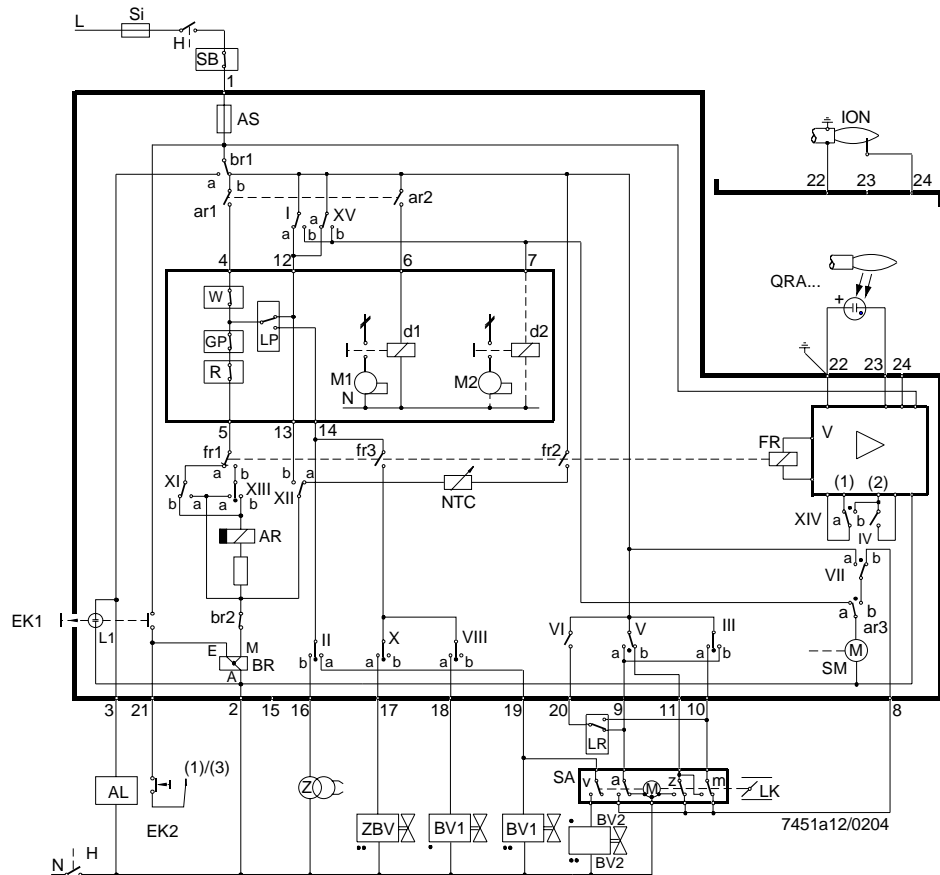 L
Si
H
SB
1
AS
ION
22 23 24
br1
a b
ar1
ar2
I
XV
a b a b
4 12 6 7
QRA...
+
W
LP
GP
R
d1
d2
M1
N
M2
22 23 24
5 13 14
V
FR
fr1
fr3
fr2
a b
b a
XI
XIII
XII
NTC
b a a b
(1) (2)
XIV
a b
IV
AR
a b
VII
EK1
L1
br2
a b
ar3
E M
BR
A
II
X
VIII
VI
V
III
M
SM
b a a b a b
a b a b
3 21 2 15 16 17 18 19 20 9 11 10 8
LR
SA
v a M z m
LK
AL
(1)/(3)
EK2
Z
7451a12/0204
ZBV
BV1
BV1
BV2
BV2
N
H